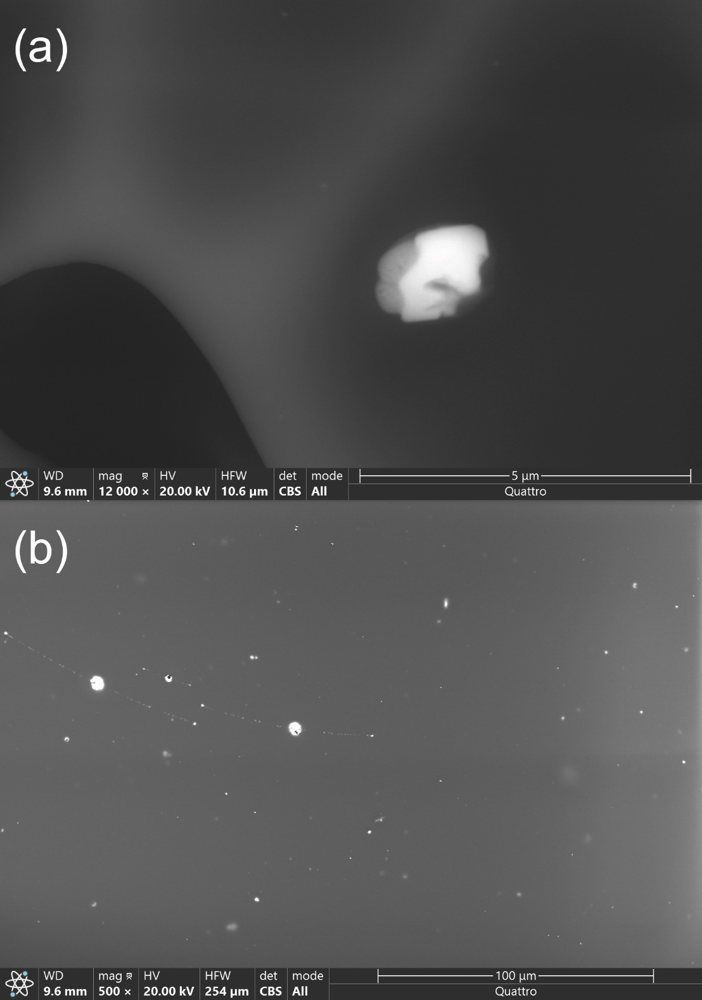 (a)
WD mag HV HFW det mode 5 µm
9.6 mm 12 000 × 20.00 kV 10.6 µm CBS All Quattro
(b)
WD mag HV HFW det mode 100 µm
9.6 mm 500 × 20.00 kV 254 µm CBS All Quattro